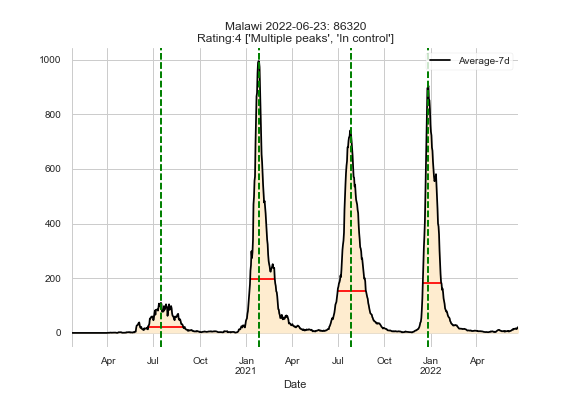 Malawi 2022-06-23: 86320
Rating:4 ['Multiple peaks', 'In control']
Average-7d
1000
800
600
400
200
0
Apr Jul Oct Jan Apr Jul Oct Jan Apr
2021 2022
Date